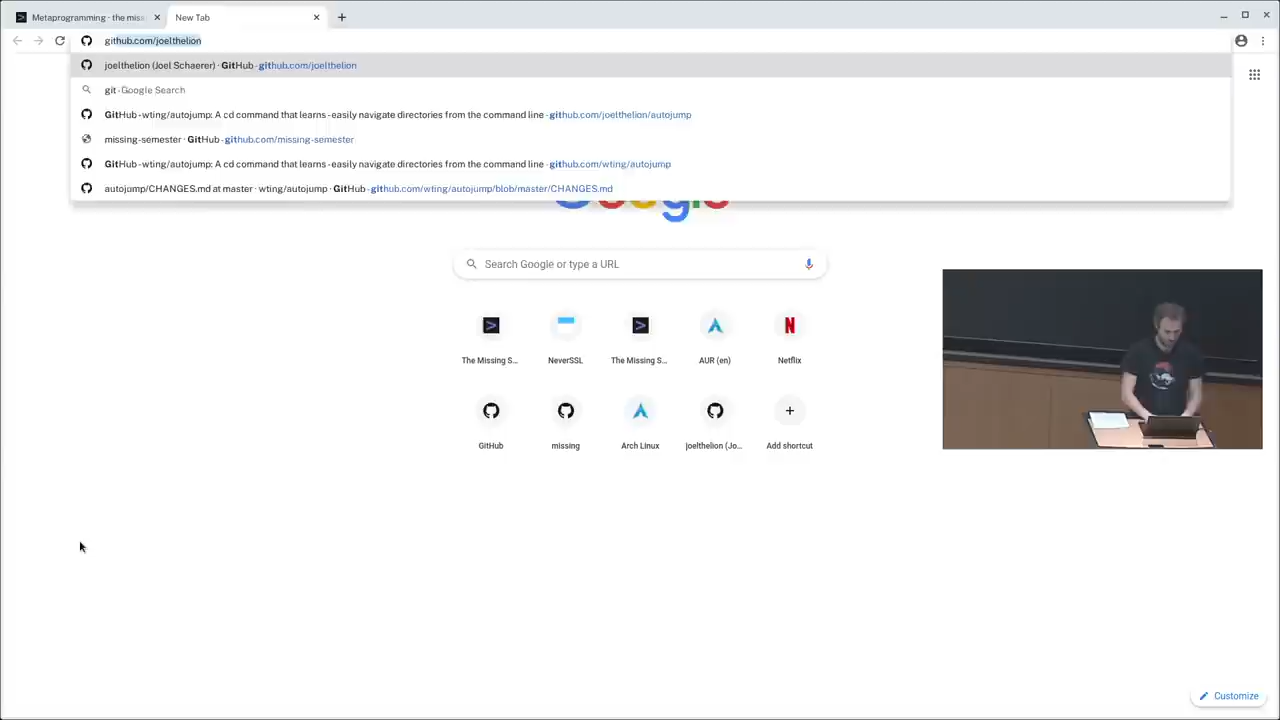 Metaprogramming - the miss
New Tab
github.com/joelthelion
joelthelion (Joel Schaerer) · GitHub - github.com/joelthelion
git - Google Search
GitHub - wting/autojump: A cd command that learns - easily navigate directories from the command line - github.com/joelthelion/autojump
missing-semester · GitHub - github.com/missing-semester
GitHub - wting/autojump: A cd command that learns - easily navigate directories from the command line - github.com/wting/autojump
autojump/CHANGES.md at master · wting/autojump · GitHub - github.com/wting/autojump/blob/master/CHANGES.md
Search Google or type a URL
The Missing S...
NeverSSL
The Missing S...
AUR (en)
Netflix
GitHub
missing
Arch Linux
joelthelion (Jo...
Add shortcut
Customize